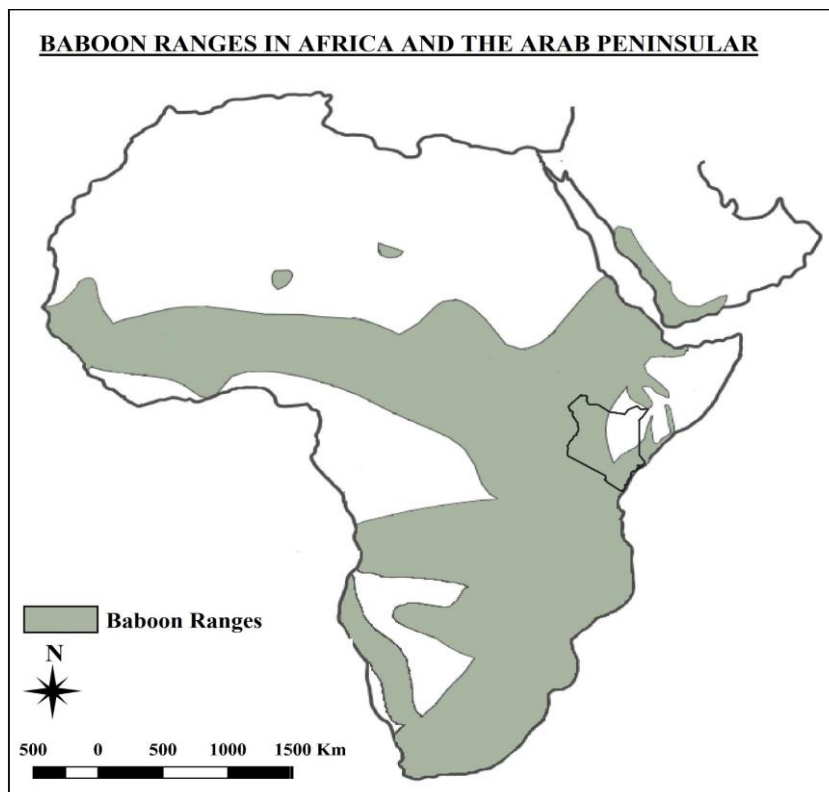 BABOON RANGES IN AFRICA AND THE ARAB PENINSULAR
Baboon Ranges
N
500 0 500 1000 1500 Km